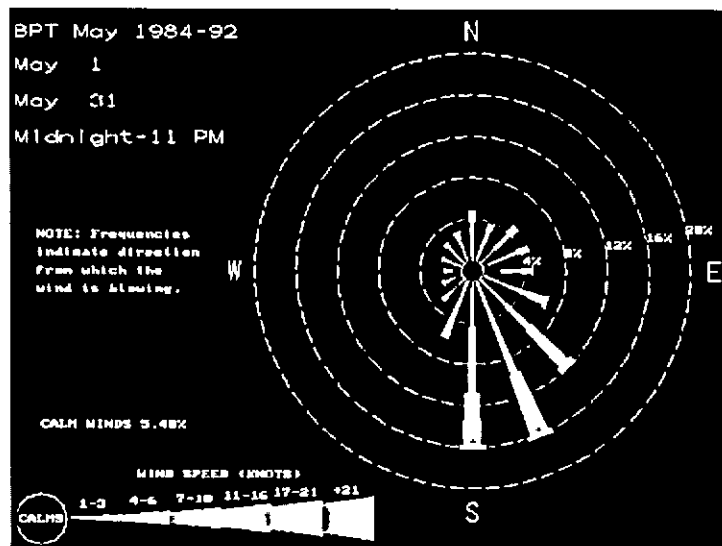 BPT May 1984-92
May 1
May 31
Midnight-11 PM
N
NOTE: Frequencies
indicate direction
from which the
wind is blowing.
W
E
4% 8% 12% 16% 20%
CALM WINDS 5.48%
WIND SPEED (KNOTS)
1-3 4-6 7-10 11-16 17-21 +21
CALMS
S